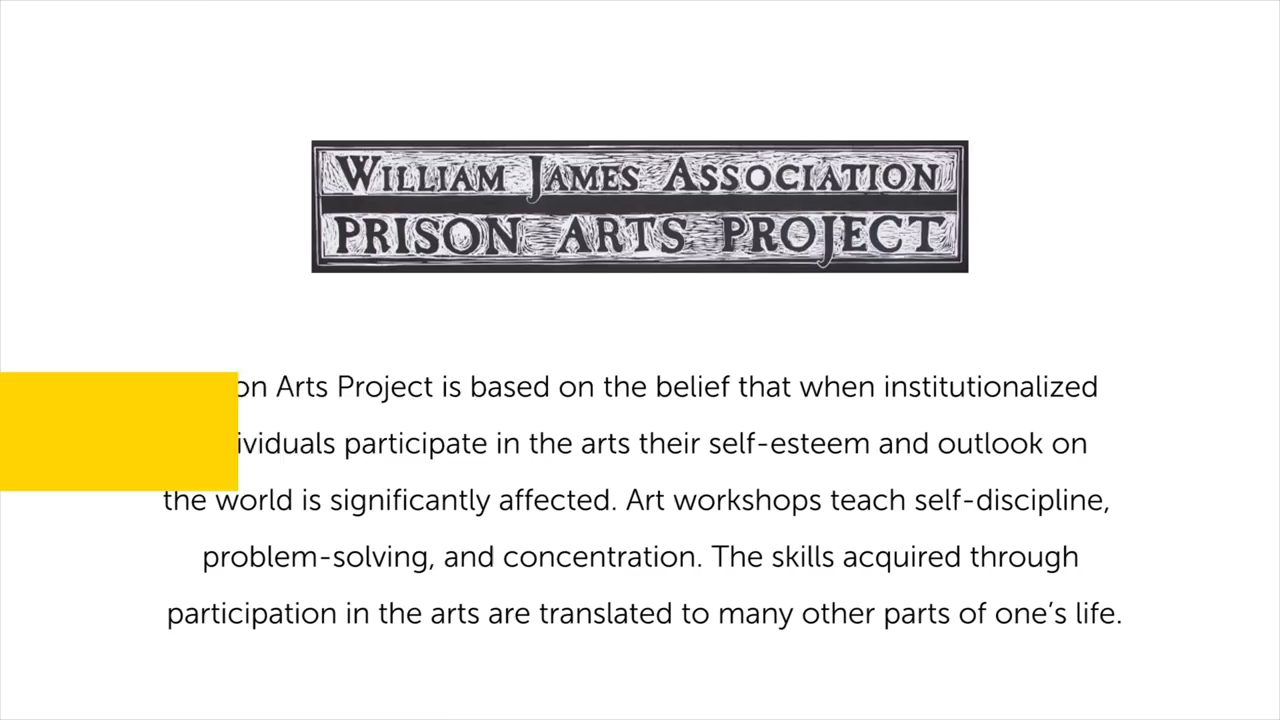 WILLIAM JAMES ASSOCIATION
PRISON ARTS PROJECT
Arts Project is based on the belief that when institutionalized
participate in the arts their self-esteem and outlook on
the world is significantly affected. Art workshops teach self-discipline,
problem-solving, and concentration. The skills acquired through
participation in the arts are translated to many other parts of one’s life.